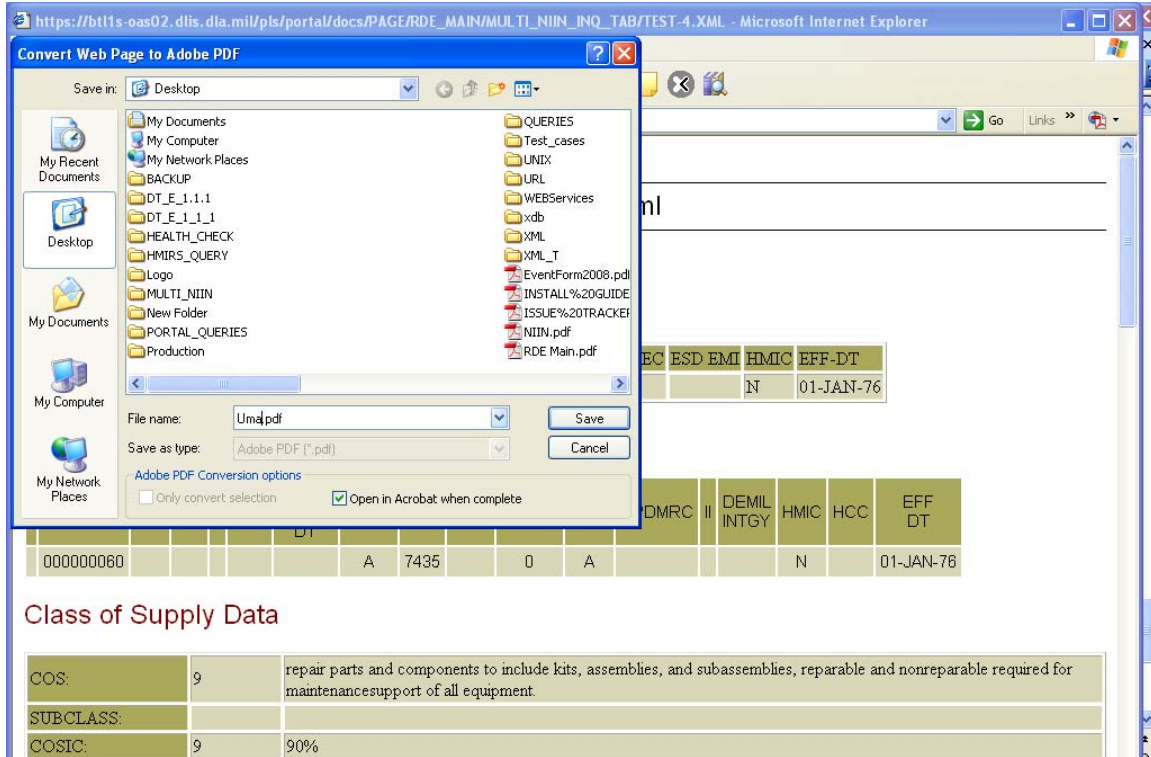 https://btl1s-oas02.dlis.dla.mil/pls/portal/docs/PAGE/RDE_MAIN/MULTI_NIIN_INQ_TAB/TEST-4.XML - Microsoft Internet Explorer
Convert Web Page to Adobe PDF
Save in: Desktop
Go Links »
My Recent Documents
Desktop
My Documents
My Computer
My Network Places
My Documents
My Computer
My Network Places
BACKUP
DT_E_1.1.1
DT_E_1_1_1
HEALTH_CHECK
HMIRS_QUERY
Logo
MULTI_NIIN
New Folder
PORTAL_QUERIES
Production
QUERIES
Test_cases
UNIX
URL
WEBServices
xdb
XML
XML_T
EventForm2008.pdf
INSTALL%20GUIDE
ISSUE%20TRACKER
NIIN.pdf
RDE Main.pdf
File name: Uma.pdf Save
Save as type: Adobe PDF (*.pdf) Cancel
Adobe PDF Conversion options
Only convert selection Open in Acrobat when complete
ml
EC ESD EMI HMIC EFF-DT
N 01-JAN-76
DT PDMRC II DEMIL INTGY HMIC HCC EFF DT
000000060 A 7435 0 A N 01-JAN-76
Class of Supply Data
COS: 9 repair parts and components to include kits, assemblies, and subassemblies, reparable and nonreparable required for
maintenancesupport of all equipment.
SUBCLASS:
COSIC: 9 90%